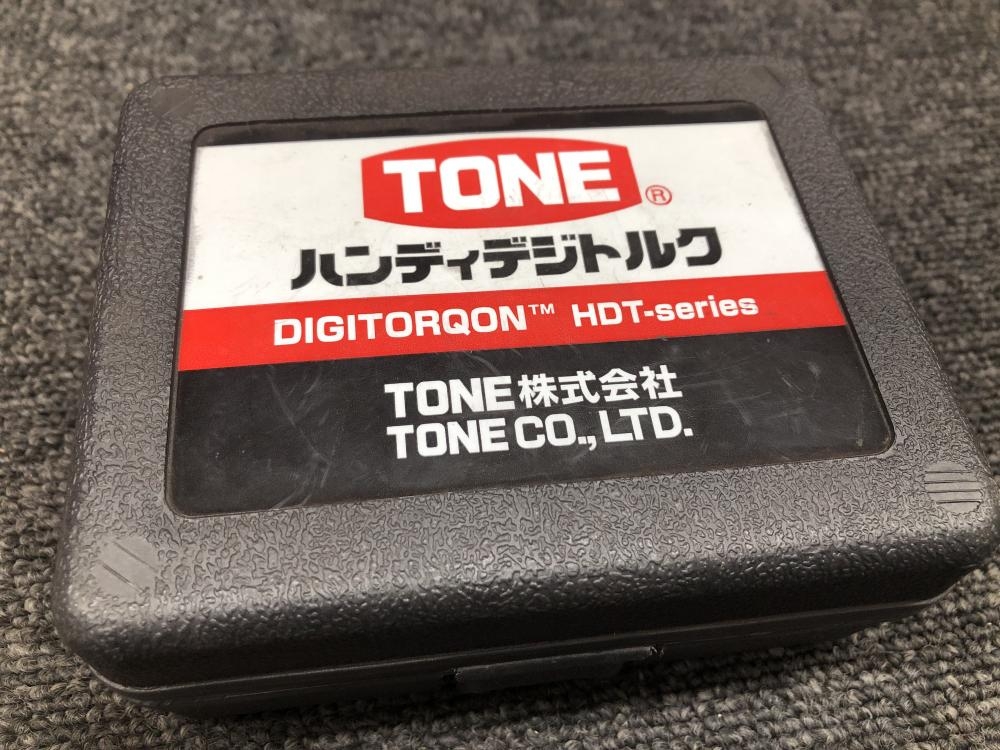 TONE®
ハンディデジトルク
DIGITORQON™ HDT-series
TONE株式会社
TONE CO., LTD.